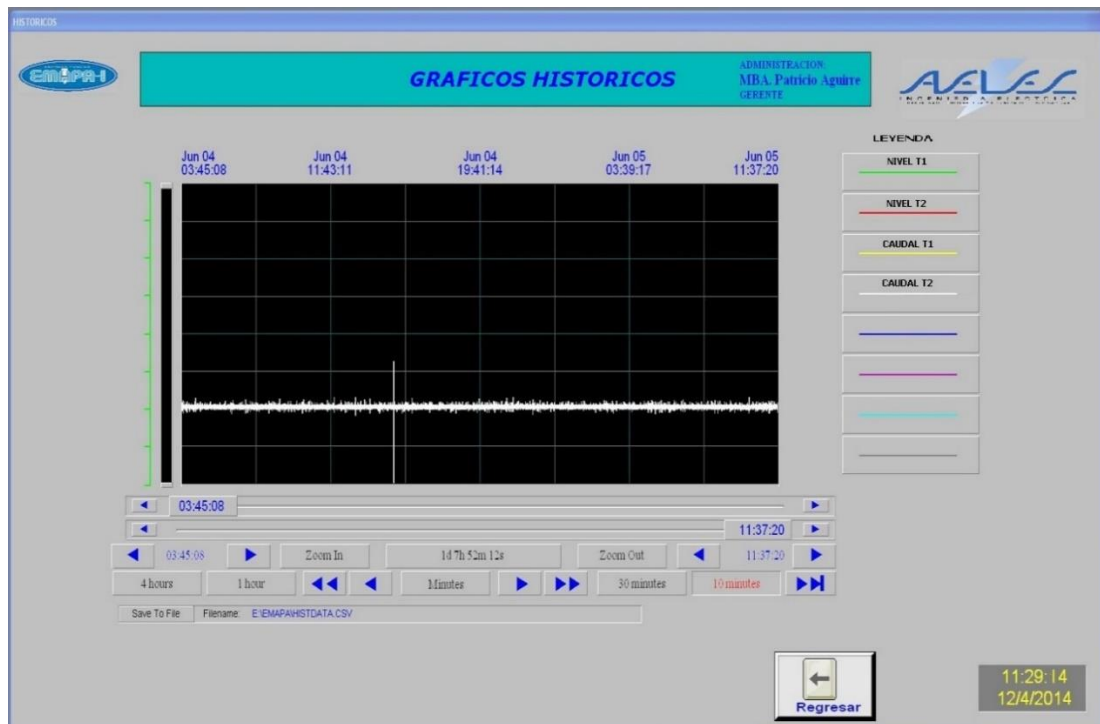 HISTORICOS
EMAPA-I
GRAFICOS HISTORICOS
ADMINISTRACION:
MBA. Patricio Aguirre
GERENTE
AELEC
INGENIERIA ELECTRICA
LEYENDA
Jun 04 Jun 04 Jun 04 Jun 05 Jun 05
03:45:08 11:43:11 19:41:14 03:39:17 11:37:20
NIVEL T1
NIVEL T2
CAUDAL T1
CAUDAL T2
03:45:08
11:37:20
03:45:08 Zoom In 1d 7h 52m 12s Zoom Out 11:37:20
4 hours 1 hour Minutes 30 minutes 10 minutes
Save To File Filename: E:\EMAPA\HISTDATA.CSV
Regresar
11:29:14
12/4/2014